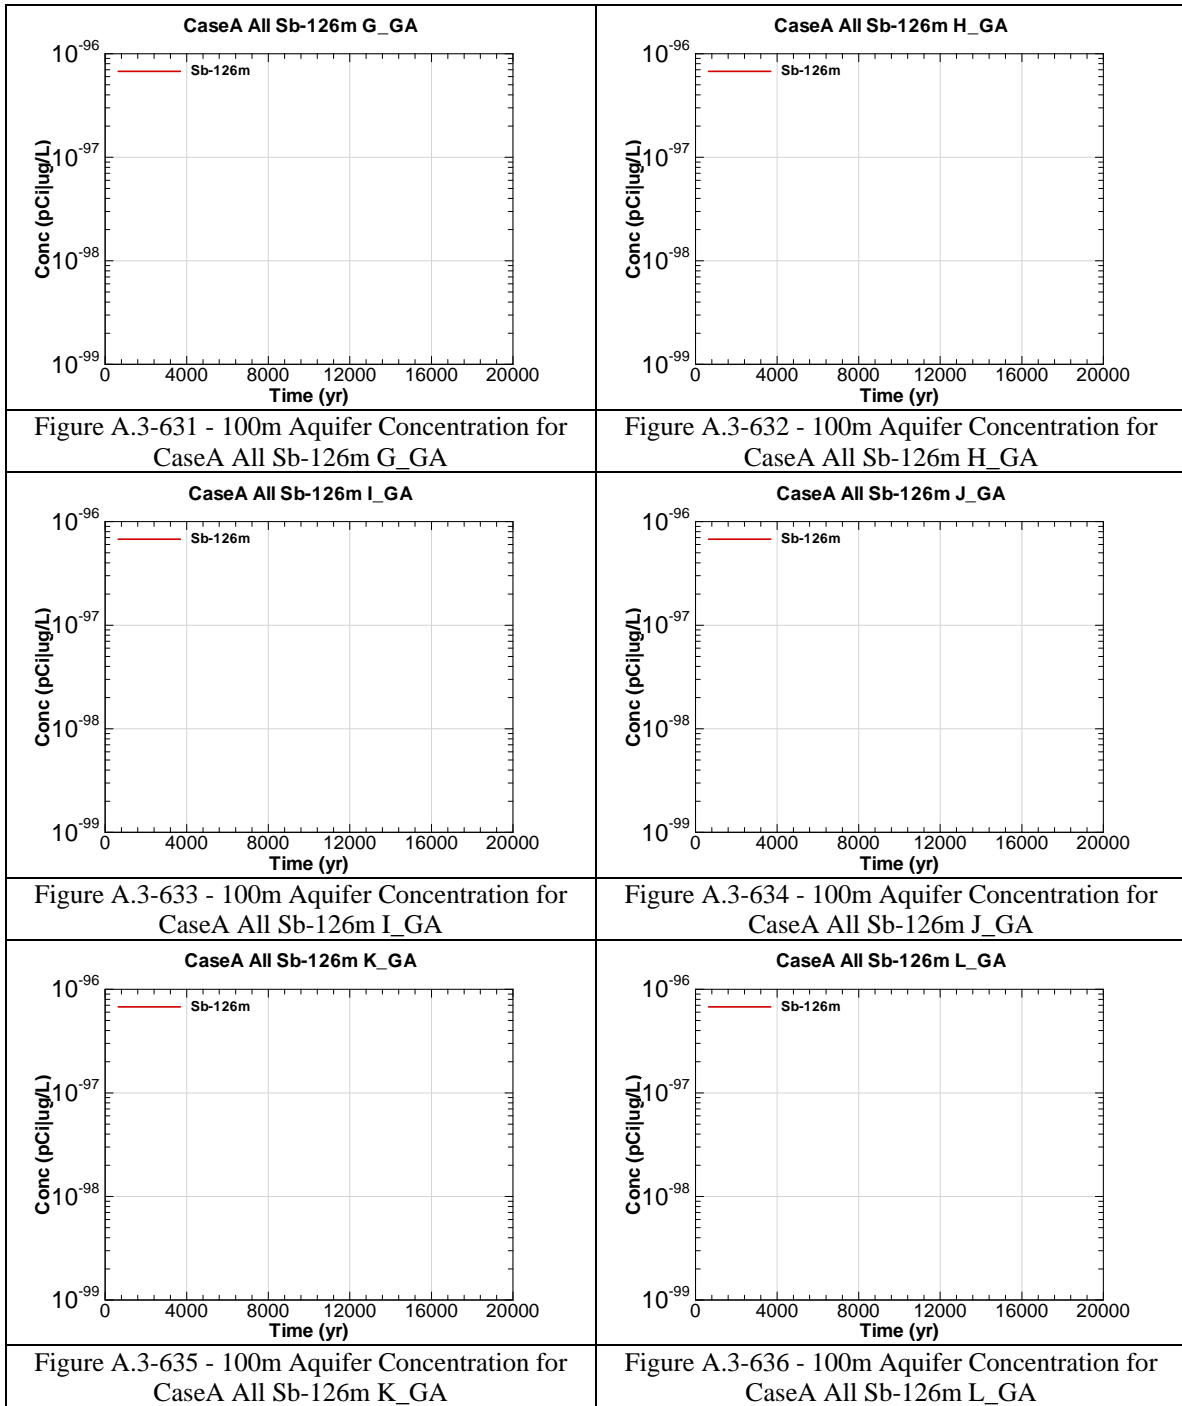 CaseA All Sb-126m G_GA
Sb-126m
10-96
10-97
10-98
10-99
Conc (pCi|ug/L)
0 4000 8000 12000 16000 20000
Time (yr)
Figure A.3-631 - 100m Aquifer Concentration for
CaseA All Sb-126m G_GA
CaseA All Sb-126m H_GA
Sb-126m
10-96
10-97
10-98
10-99
Conc (pCi|ug/L)
0 4000 8000 12000 16000 20000
Time (yr)
Figure A.3-632 - 100m Aquifer Concentration for
CaseA All Sb-126m H_GA
CaseA All Sb-126m I_GA
Sb-126m
10-96
10-97
10-98
10-99
Conc (pCi|ug/L)
0 4000 8000 12000 16000 20000
Time (yr)
Figure A.3-633 - 100m Aquifer Concentration for
CaseA All Sb-126m I_GA
CaseA All Sb-126m J_GA
Sb-126m
10-96
10-97
10-98
10-99
Conc (pCi|ug/L)
0 4000 8000 12000 16000 20000
Time (yr)
Figure A.3-634 - 100m Aquifer Concentration for
CaseA All Sb-126m J_GA
CaseA All Sb-126m K_GA
Sb-126m
10-96
10-97
10-98
10-99
Conc (pCi|ug/L)
0 4000 8000 12000 16000 20000
Time (yr)
Figure A.3-635 - 100m Aquifer Concentration for
CaseA All Sb-126m K_GA
CaseA All Sb-126m L_GA
Sb-126m
10-96
10-97
10-98
10-99
Conc (pCi|ug/L)
0 4000 8000 12000 16000 20000
Time (yr)
Figure A.3-636 - 100m Aquifer Concentration for
CaseA All Sb-126m L_GA